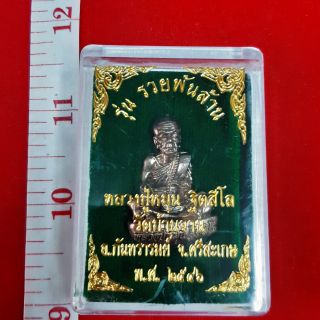 รุ่น รวยพันล้าน
หลวงปู่หมุน ฐิตสีโล
วัดบ้านจาน
อ.กันทรารมย์ จ.ศรีสะเกษ
พ.ศ. ๒๕๔๖
12
11
10
9